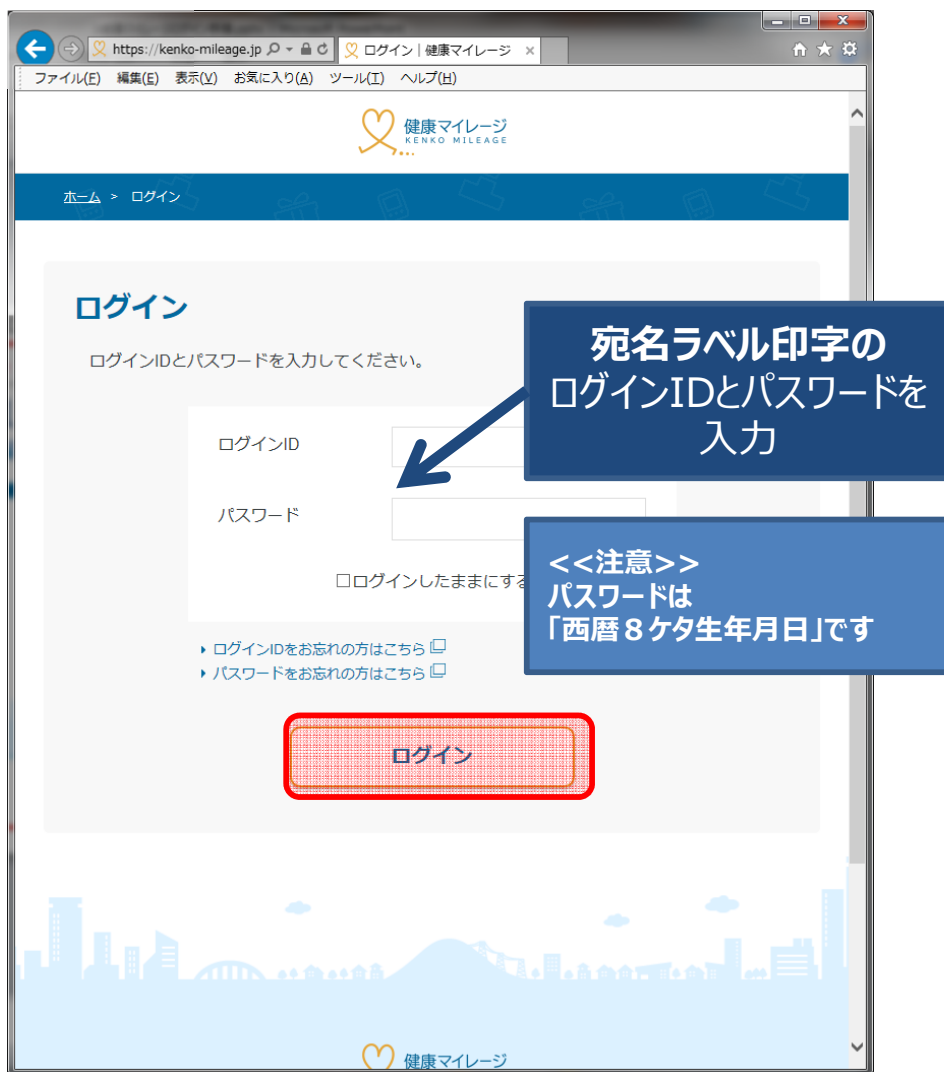 https://kenko-mileage.jp
ログイン | 健康マイレージ
ファイル(F) 編集(E) 表示(V) お気に入り(A) ツール(T) ヘルプ(H)
健康マイレージ
KENKO MILEAGE
ホーム > ログイン
ログイン
ログインIDとパスワードを入力してください。
宛名ラベル印字の
ログインIDとパスワードを
入力
ログインID
パスワード
<<注意>>
パスワードは
「西暦８ケタ生年月日」です
ログインしたままにする
ログインIDをお忘れの方はこちら
パスワードをお忘れの方はこちら
ログイン
健康マイレージ